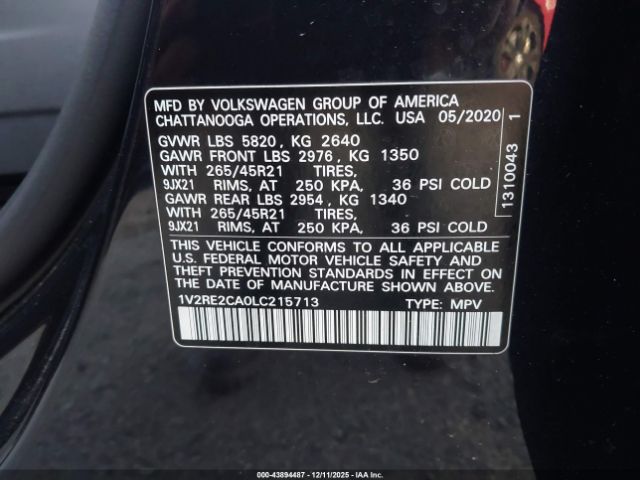 MFD BY VOLKSWAGEN GROUP OF AMERICA
CHATTANOOGA OPERATIONS, LLC. USA 05/2020
GVWR LBS 5820, KG 2640
GAWR FRONT LBS 2976, KG 1350
WITH 265/45R21 TIRES,
9JX21 RIMS, AT 250 KPA, 36 PSI COLD
GAWR REAR LBS 2954, KG 1340
WITH 265/45R21 TIRES,
9JX21 RIMS, AT 250 KPA, 36 PSI COLD
THIS VEHICLE CONFORMS TO ALL APPLICABLE
U.S. FEDERAL MOTOR VEHICLE SAFETY AND
THEFT PREVENTION STANDARDS IN EFFECT ON
THE DATE OF MANUFACTURE SHOWN ABOVE.
1V2RE2CA0LC215713 TYPE: MPV
1310043 1
000-43894487 - 12/11/2025 - IAA Inc.